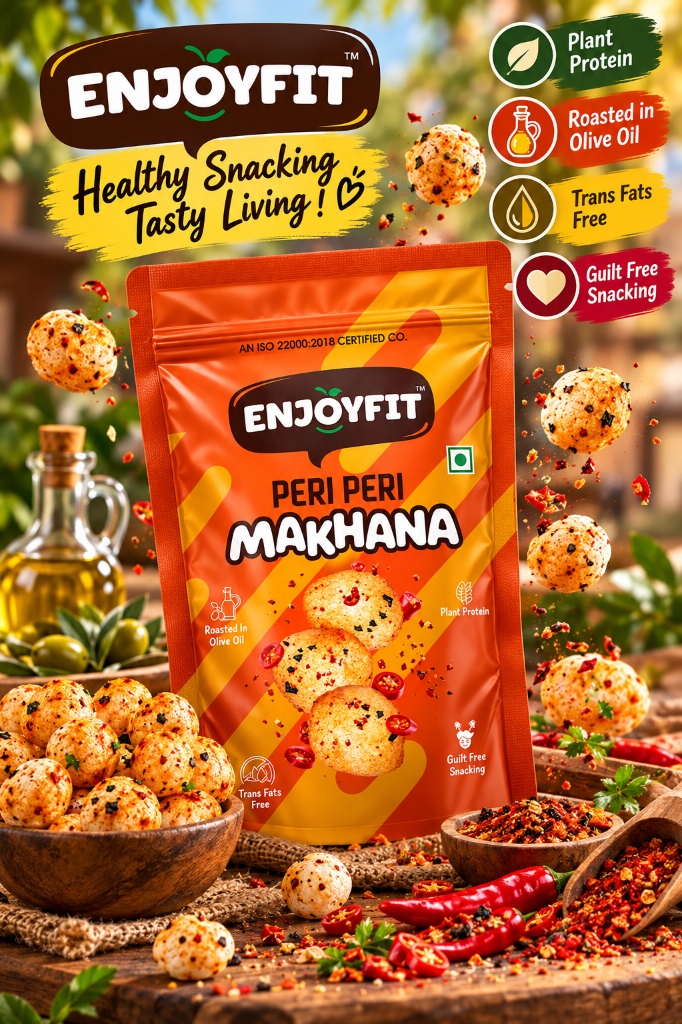 ENJOYFIT™
Healthy Snacking
Tasty Living!
Plant
Protein
Roasted in
Olive Oil
Trans Fats
Free
Guilt Free
Snacking
AN ISO 22000:2018 CERTIFIED CO.
ENJOYFIT™
PERI PERI
MAKHANA
Roasted In
Olive Oil
Plant Protein
Trans Fats
Free
Guilt Free
Snacking